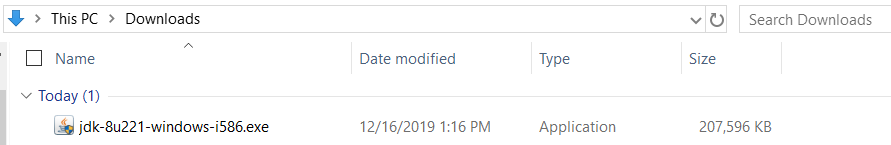 This PC > Downloads Search Downloads
Name Date modified Type Size
Today (1)
jdk-8u221-windows-i586.exe 12/16/2019 1:16 PM Application 207,596 KB